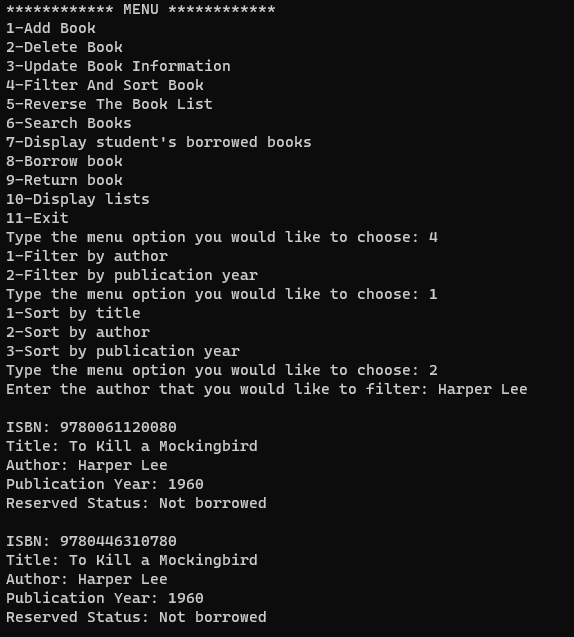 ************ MENU ************
1-Add Book
2-Delete Book
3-Update Book Information
4-Filter And Sort Book
5-Reverse The Book List
6-Search Books
7-Display student's borrowed books
8-Borrow book
9-Return book
10-Display lists
11-Exit
Type the menu option you would like to choose: 4
1-Filter by author
2-Filter by publication year
Type the menu option you would like to choose: 1
1-Sort by title
2-Sort by author
3-Sort by publication year
Type the menu option you would like to choose: 2
Enter the author that you would like to filter: Harper Lee
ISBN: 9780061120080
Title: To Kill a Mockingbird
Author: Harper Lee
Publication Year: 1960
Reserved Status: Not borrowed
ISBN: 9780446310780
Title: To Kill a Mockingbird
Author: Harper Lee
Publication Year: 1960
Reserved Status: Not borrowed